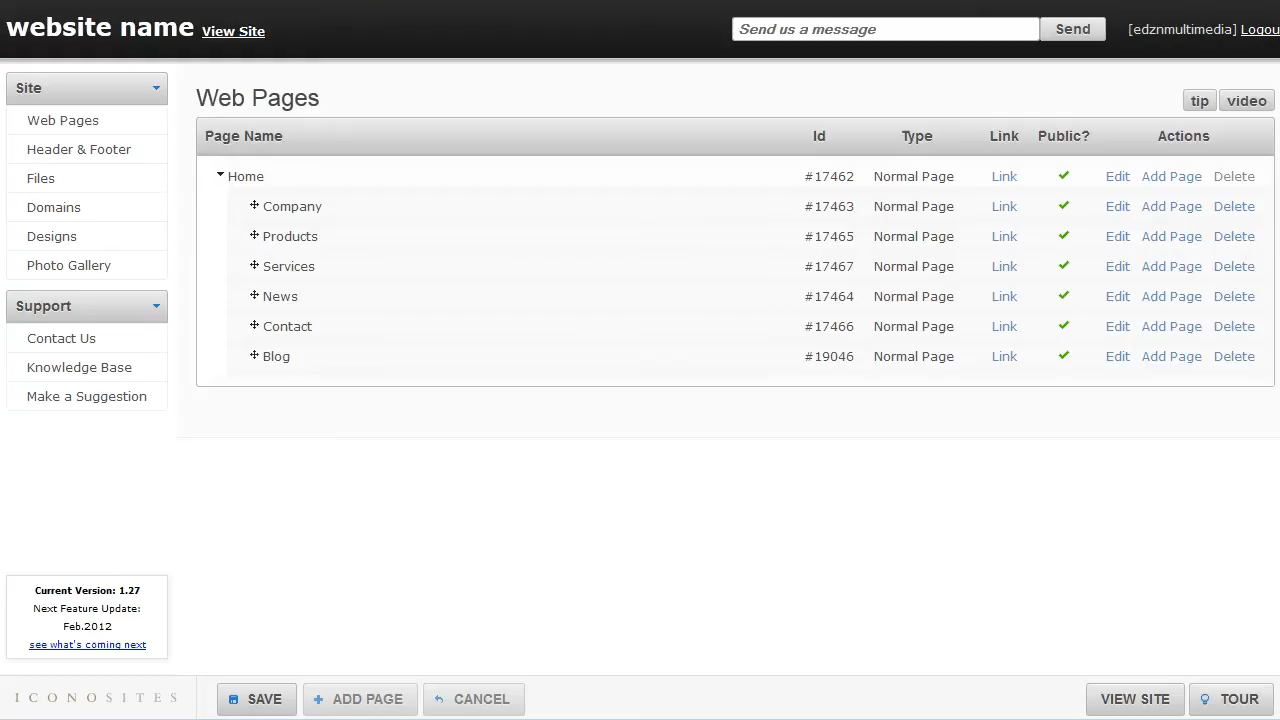 website name View Site
Send us a message Send [edznmultimedia] Logou
Site
Web Pages
Header & Footer
Files
Domains
Designs
Photo Gallery
Support
Contact Us
Knowledge Base
Make a Suggestion
Current Version: 1.27
Next Feature Update:
Feb.2012
see what's coming next
Web Pages
tip video
Page Name Id Type Link Public? Actions
Home #17462 Normal Page Link Edit Add Page Delete
Company #17463 Normal Page Link Edit Add Page Delete
Products #17465 Normal Page Link Edit Add Page Delete
Services #17467 Normal Page Link Edit Add Page Delete
News #17464 Normal Page Link Edit Add Page Delete
Contact #17466 Normal Page Link Edit Add Page Delete
Blog #19046 Normal Page Link Edit Add Page Delete
ICONOSITES
SAVE ADD PAGE CANCEL VIEW SITE TOUR